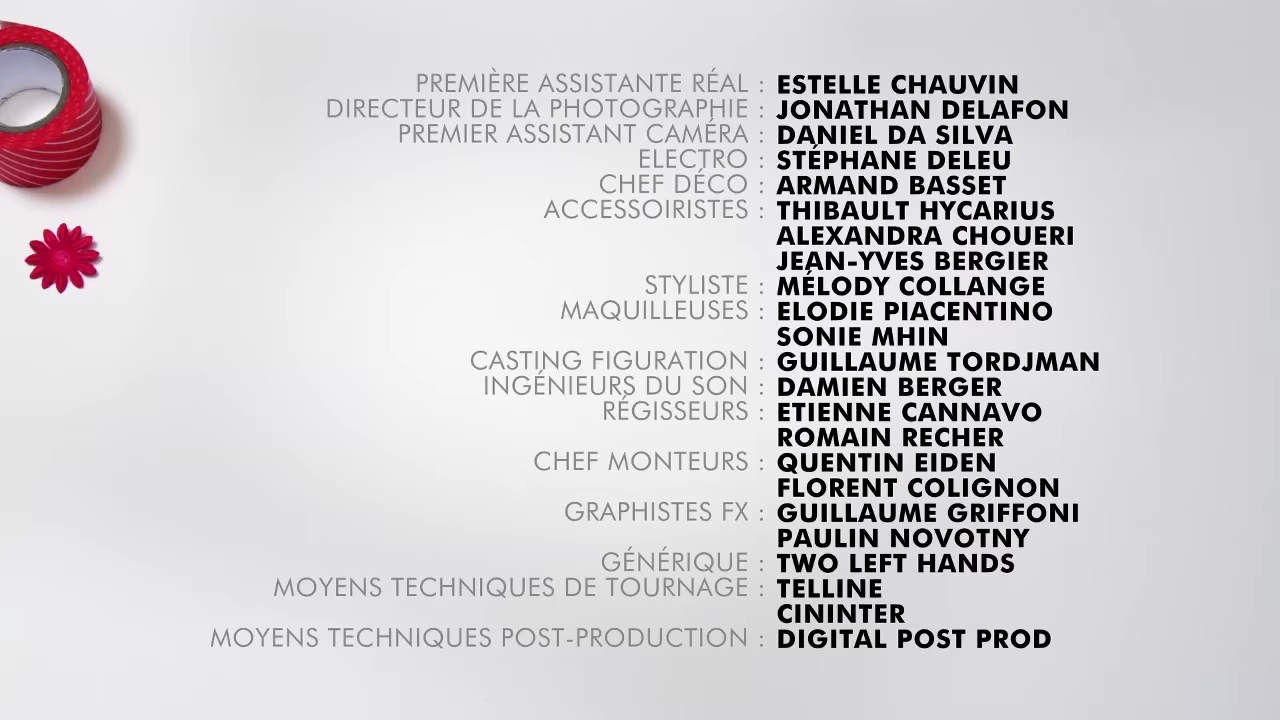 PREMIÈRE ASSISTANTE RÉAL : ESTELLE CHAUVIN
DIRECTEUR DE LA PHOTOGRAPHIE : JONATHAN DELAFON
PREMIER ASSISTANT CAMÉRA : DANIEL DA SILVA
ELECTRO : STÉPHANE DELEU
CHEF DÉCO : ARMAND BASSET
ACCESSOIRISTES : THIBAULT HYCARIUS
ALEXANDRA CHOUERI
JEAN-YVES BERGIER
STYLISTE : MÉLODY COLLANGE
MAQUILLEUSES : ELODIE PIACENTINO
SONIE MHIN
CASTING FIGURATION : GUILLAUME TORDJMAN
INGÉNIEURS DU SON : DAMIEN BERGER
RÉGISSEURS : ETIENNE CANNAVO
ROMAIN RECHER
CHEF MONTEURS : QUENTIN EIDEN
FLORENT COLIGNON
GRAPHISTES FX : GUILLAUME GRIFFONI
PAULIN NOVOTNY
GÉNÉRIQUE : TWO LEFT HANDS
MOYENS TECHNIQUES DE TOURNAGE : TELLINE
CININTER
MOYENS TECHNIQUES POST-PRODUCTION : DIGITAL POST PROD